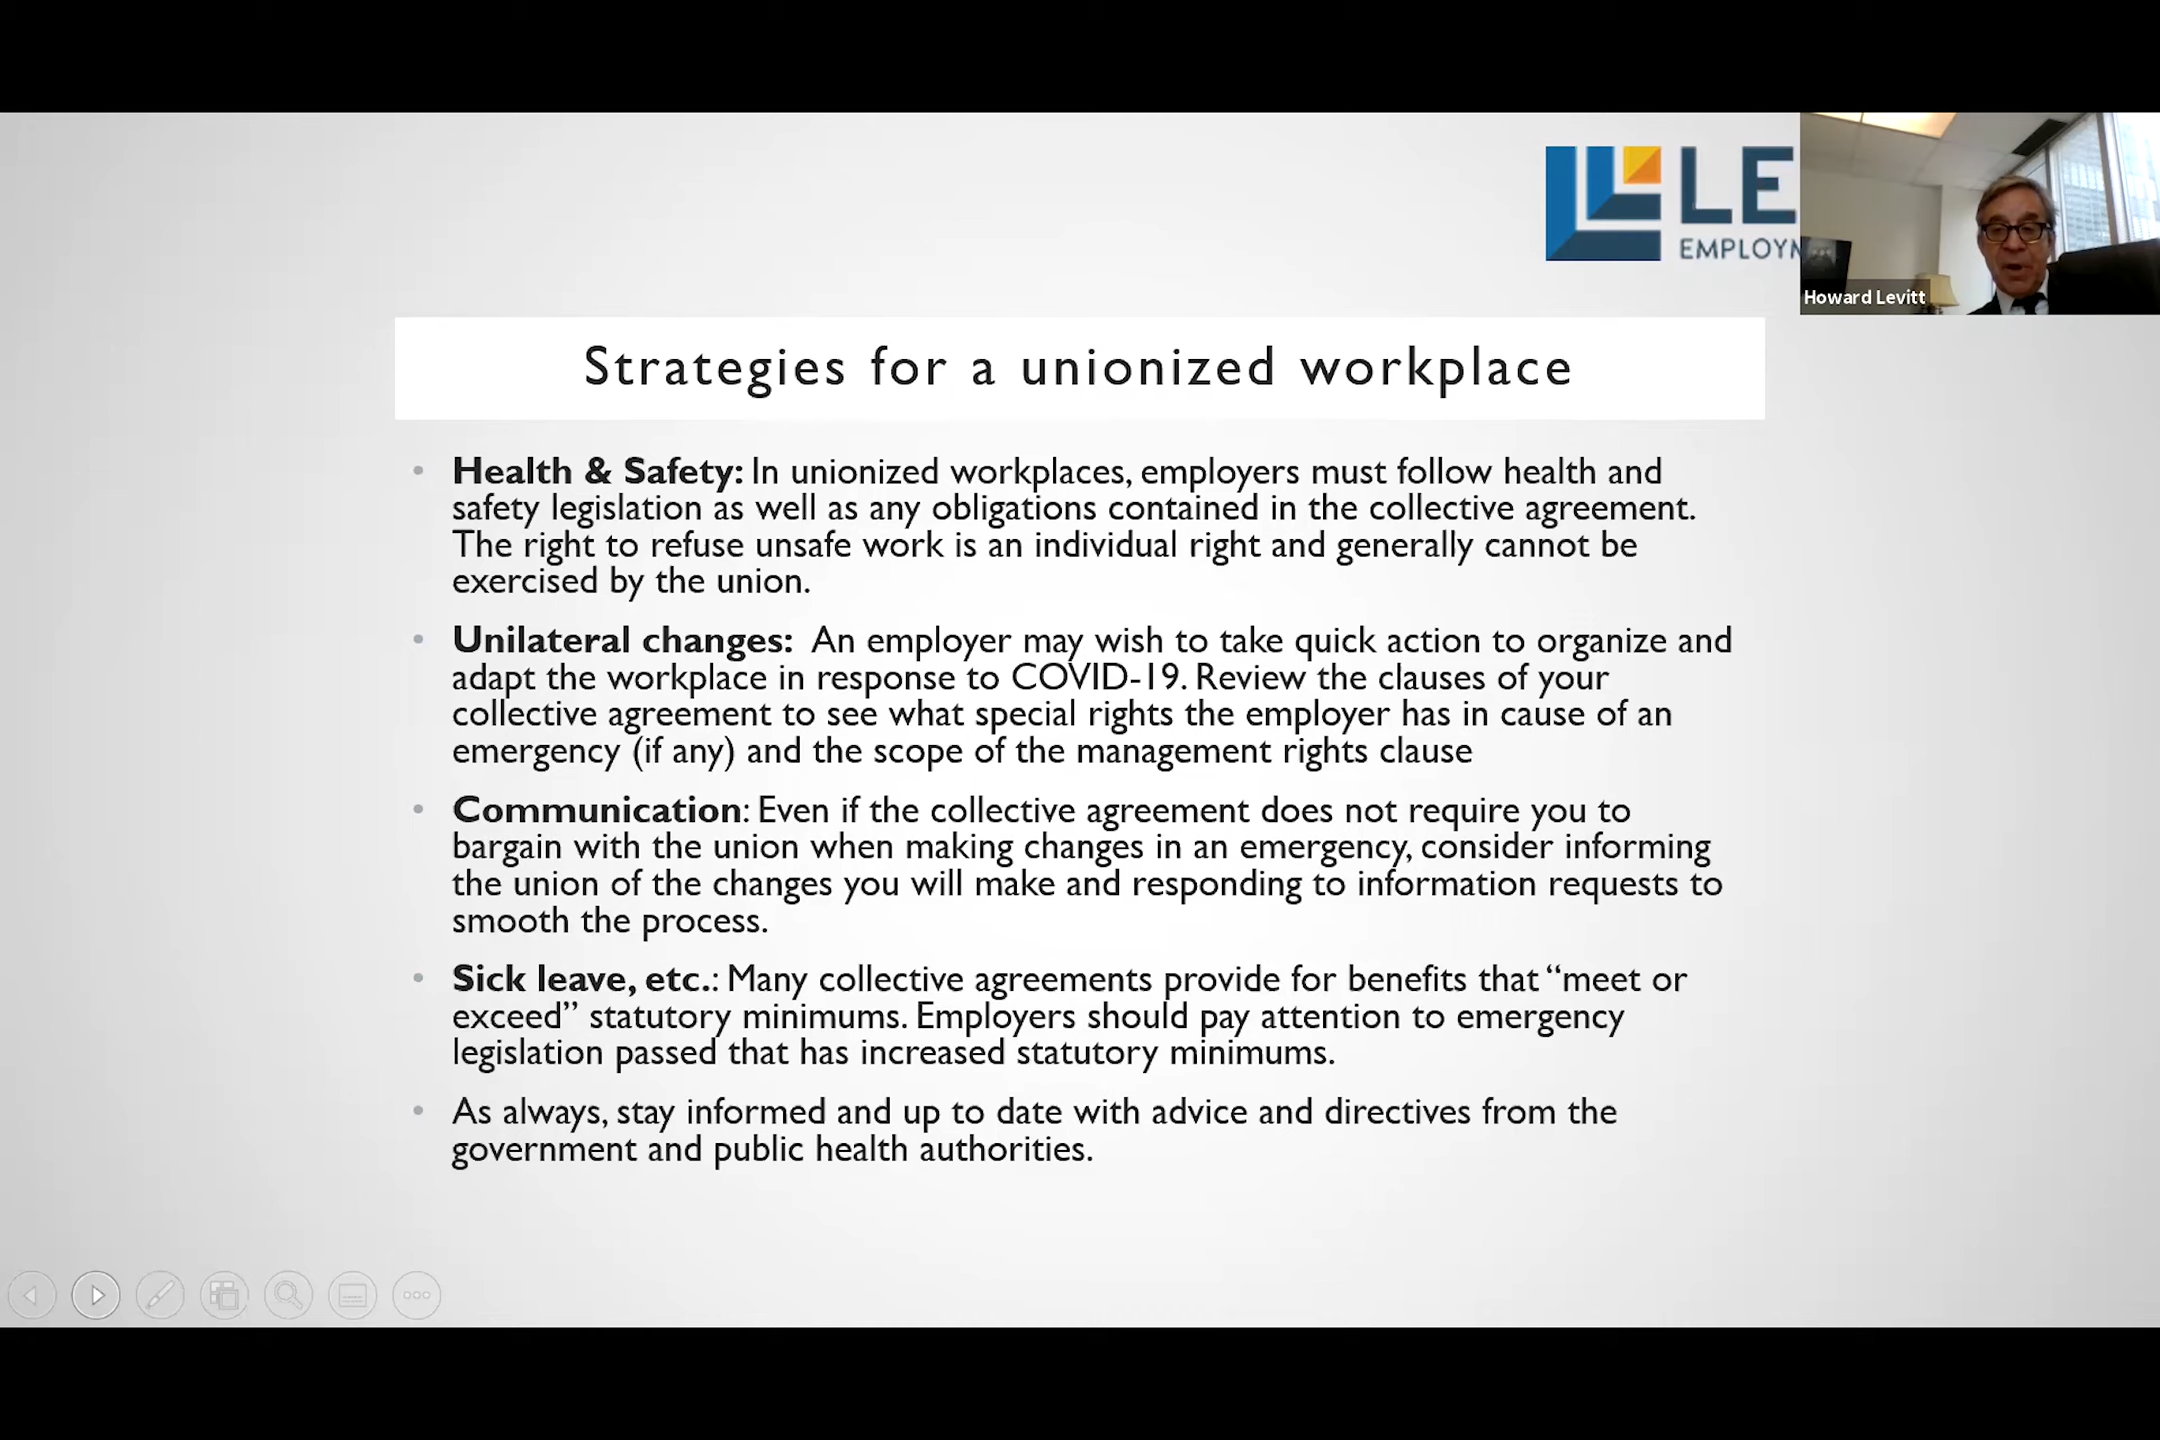 LE
EMPLOYM
Howard Levitt
Strategies for a unionized workplace
• Health & Safety: In unionized workplaces, employers must follow health and
safety legislation as well as any obligations contained in the collective agreement.
The right to refuse unsafe work is an individual right and generally cannot be
exercised by the union.
• Unilateral changes:  An employer may wish to take quick action to organize and
adapt the workplace in response to COVID-19. Review the clauses of your
collective agreement to see what special rights the employer has in cause of an
emergency (if any) and the scope of the management rights clause
• Communication: Even if the collective agreement does not require you to
bargain with the union when making changes in an emergency, consider informing
the union of the changes you will make and responding to information requests to
smooth the process.
• Sick leave, etc.: Many collective agreements provide for benefits that “meet or
exceed” statutory minimums. Employers should pay attention to emergency
legislation passed that has increased statutory minimums.
• As always, stay informed and up to date with advice and directives from the
government and public health authorities.